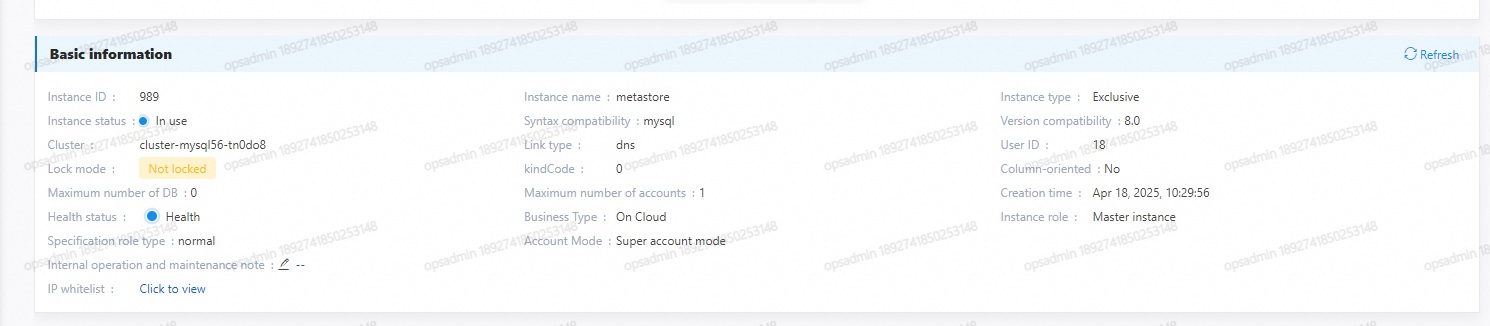 Basic information Refresh
Instance ID : 989 Instance name : metastore Instance type : Exclusive
Instance status : In use Syntax compatibility : mysql Version compatibility : 8.0
Cluster : cluster-mysql56-tn0do8 Link type : dns User ID : 18
Lock mode : Not locked kindCode : 0 Column-oriented : No
Maximum number of DB : 0 Maximum number of accounts : 1 Creation time : Apr 18, 2025, 10:29:56
Health status : Health Business Type : On Cloud Instance role : Master instance
Specification role type : normal Account Mode : Super account mode
Internal operation and maintenance note : --
IP whitelist : Click to view
opsadmin 1892741850253148